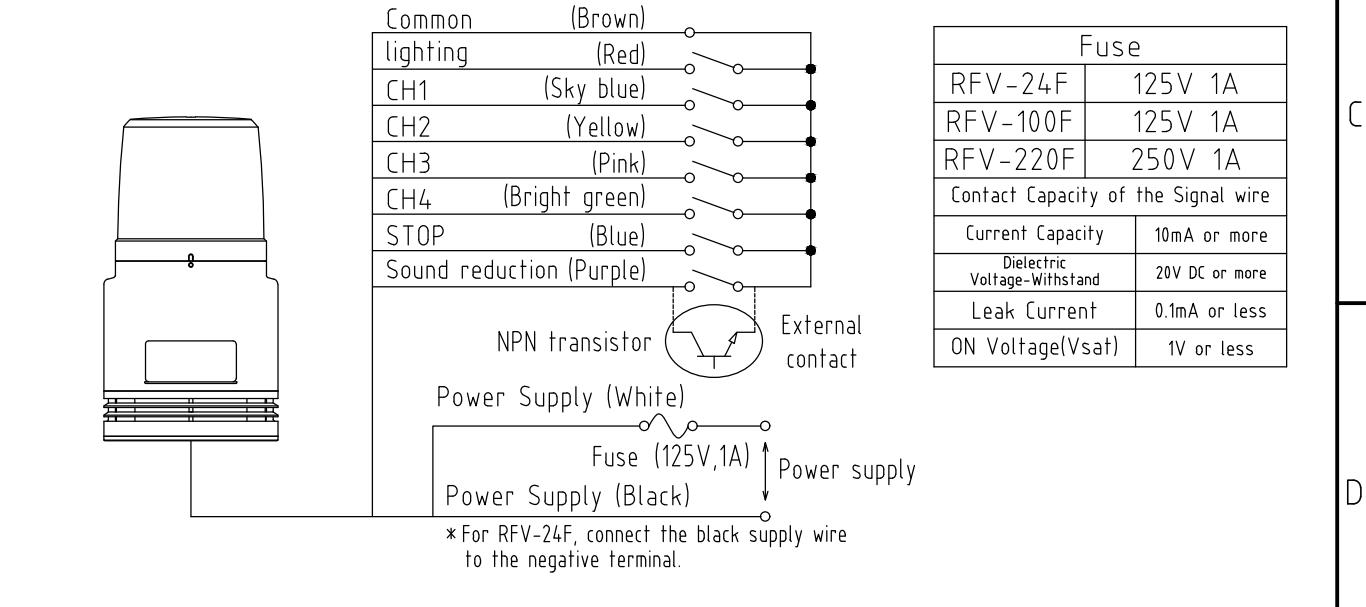 Common (Brown)
lighting (Red)
CH1 (Sky blue)
CH2 (Yellow)
CH3 (Pink)
CH4 (Bright green)
STOP (Blue)
Sound reduction (Purple)
NPN transistor
External
contact
Power Supply (White)
Fuse (125V,1A)
Power supply
Power Supply (Black)
* For RFV-24F, connect the black supply wire
to the negative terminal.
Fuse
RFV-24F 125V 1A
RFV-100F 125V 1A
RFV-220F 250V 1A
Contact Capacity of the Signal wire
Current Capacity 10mA or more
Dielectric
Voltage-Withstand 20V DC or more
Leak Current 0.1mA or less
ON Voltage(Vsat) 1V or less
C
D